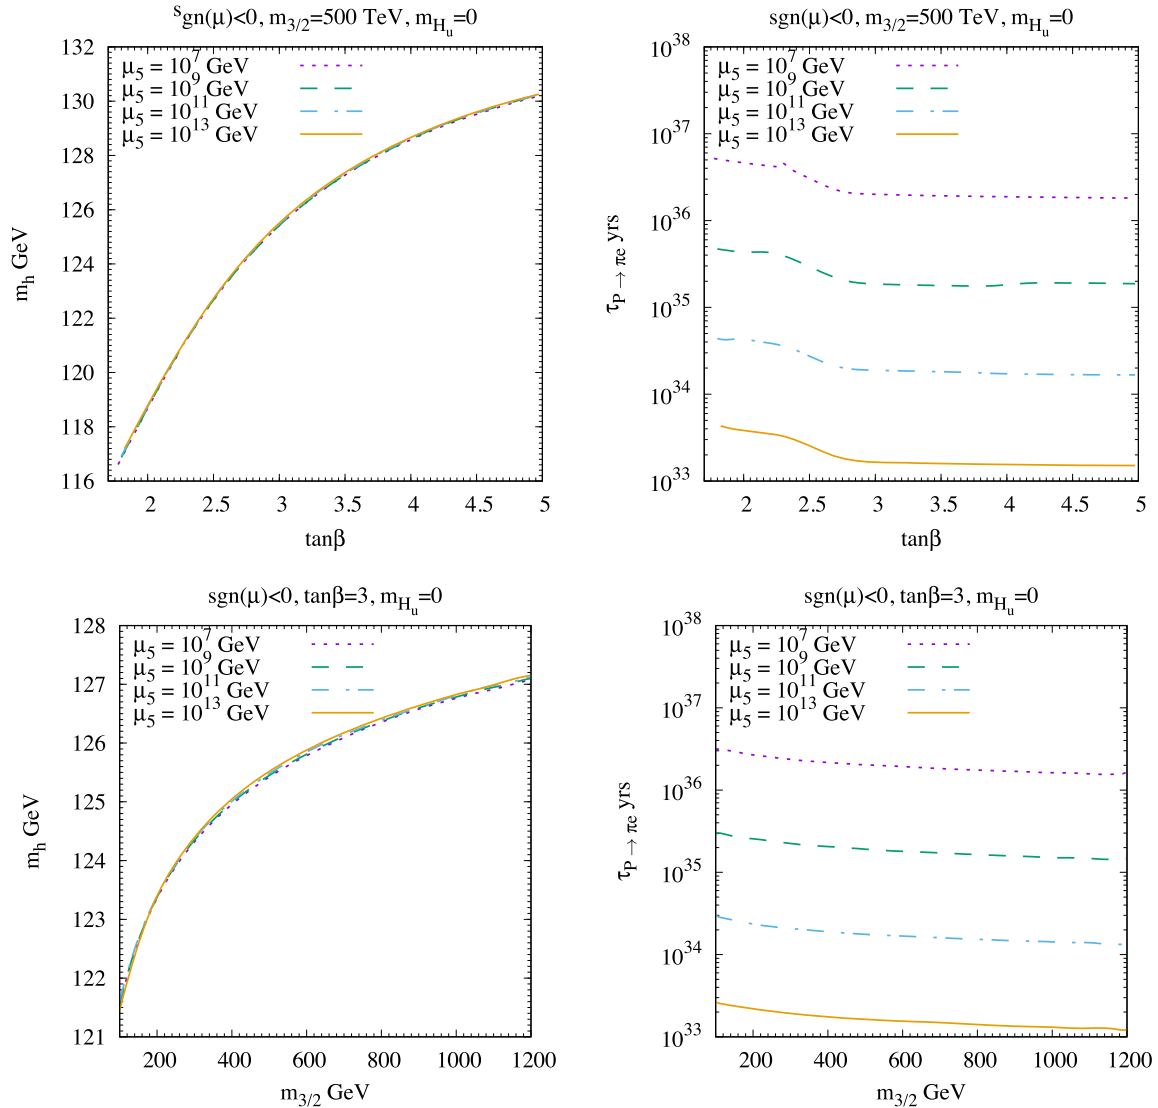 sgn(μ)<0, m3/2=500 TeV, mHu=0
132
130
128
126
124
122
120
118
116
mh GeV
μ5 = 10^7 GeV
μ5 = 10^9 GeV
μ5 = 10^11 GeV
μ5 = 10^13 GeV
2 2.5 3 3.5 4 4.5 5
tanβ
sgn(μ)<0, m3/2=500 TeV, mHu=0
10^38
10^37
10^36
10^35
10^34
10^33
τP → πe yrs
μ5 = 10^7 GeV
μ5 = 10^9 GeV
μ5 = 10^11 GeV
μ5 = 10^13 GeV
2 2.5 3 3.5 4 4.5 5
tanβ
sgn(μ)<0, tanβ=3, mHu=0
128
127
126
125
124
123
122
121
mh GeV
μ5 = 10^7 GeV
μ5 = 10^9 GeV
μ5 = 10^11 GeV
μ5 = 10^13 GeV
200 400 600 800 1000 1200
m3/2 GeV
sgn(μ)<0, tanβ=3, mHu=0
10^38
10^37
10^36
10^35
10^34
10^33
τP → πe yrs
μ5 = 10^7 GeV
μ5 = 10^9 GeV
μ5 = 10^11 GeV
μ5 = 10^13 GeV
200 400 600 800 1000 1200
m3/2 GeV